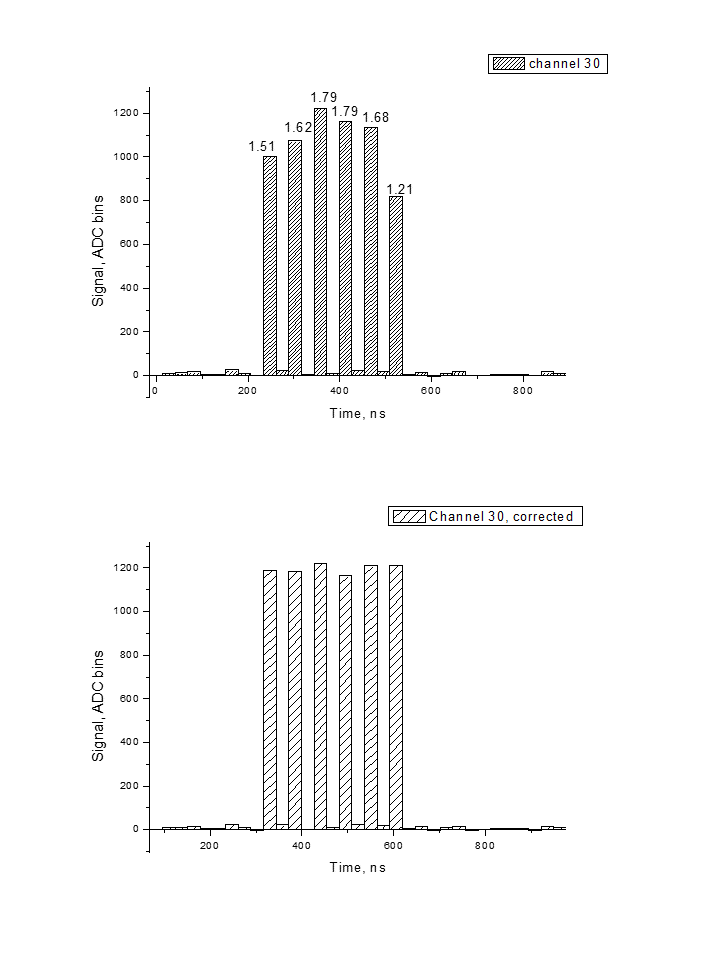 channel 30
1200
1000
800
600
400
200
0
Signal, ADC bins
1.51
1.62
1.79
1.79
1.68
1.21
0 200 400 600 800
Time, ns
Channel 30, corrected
1200
1000
800
600
400
200
0
Signal, ADC bins
200 400 600 800
Time, ns